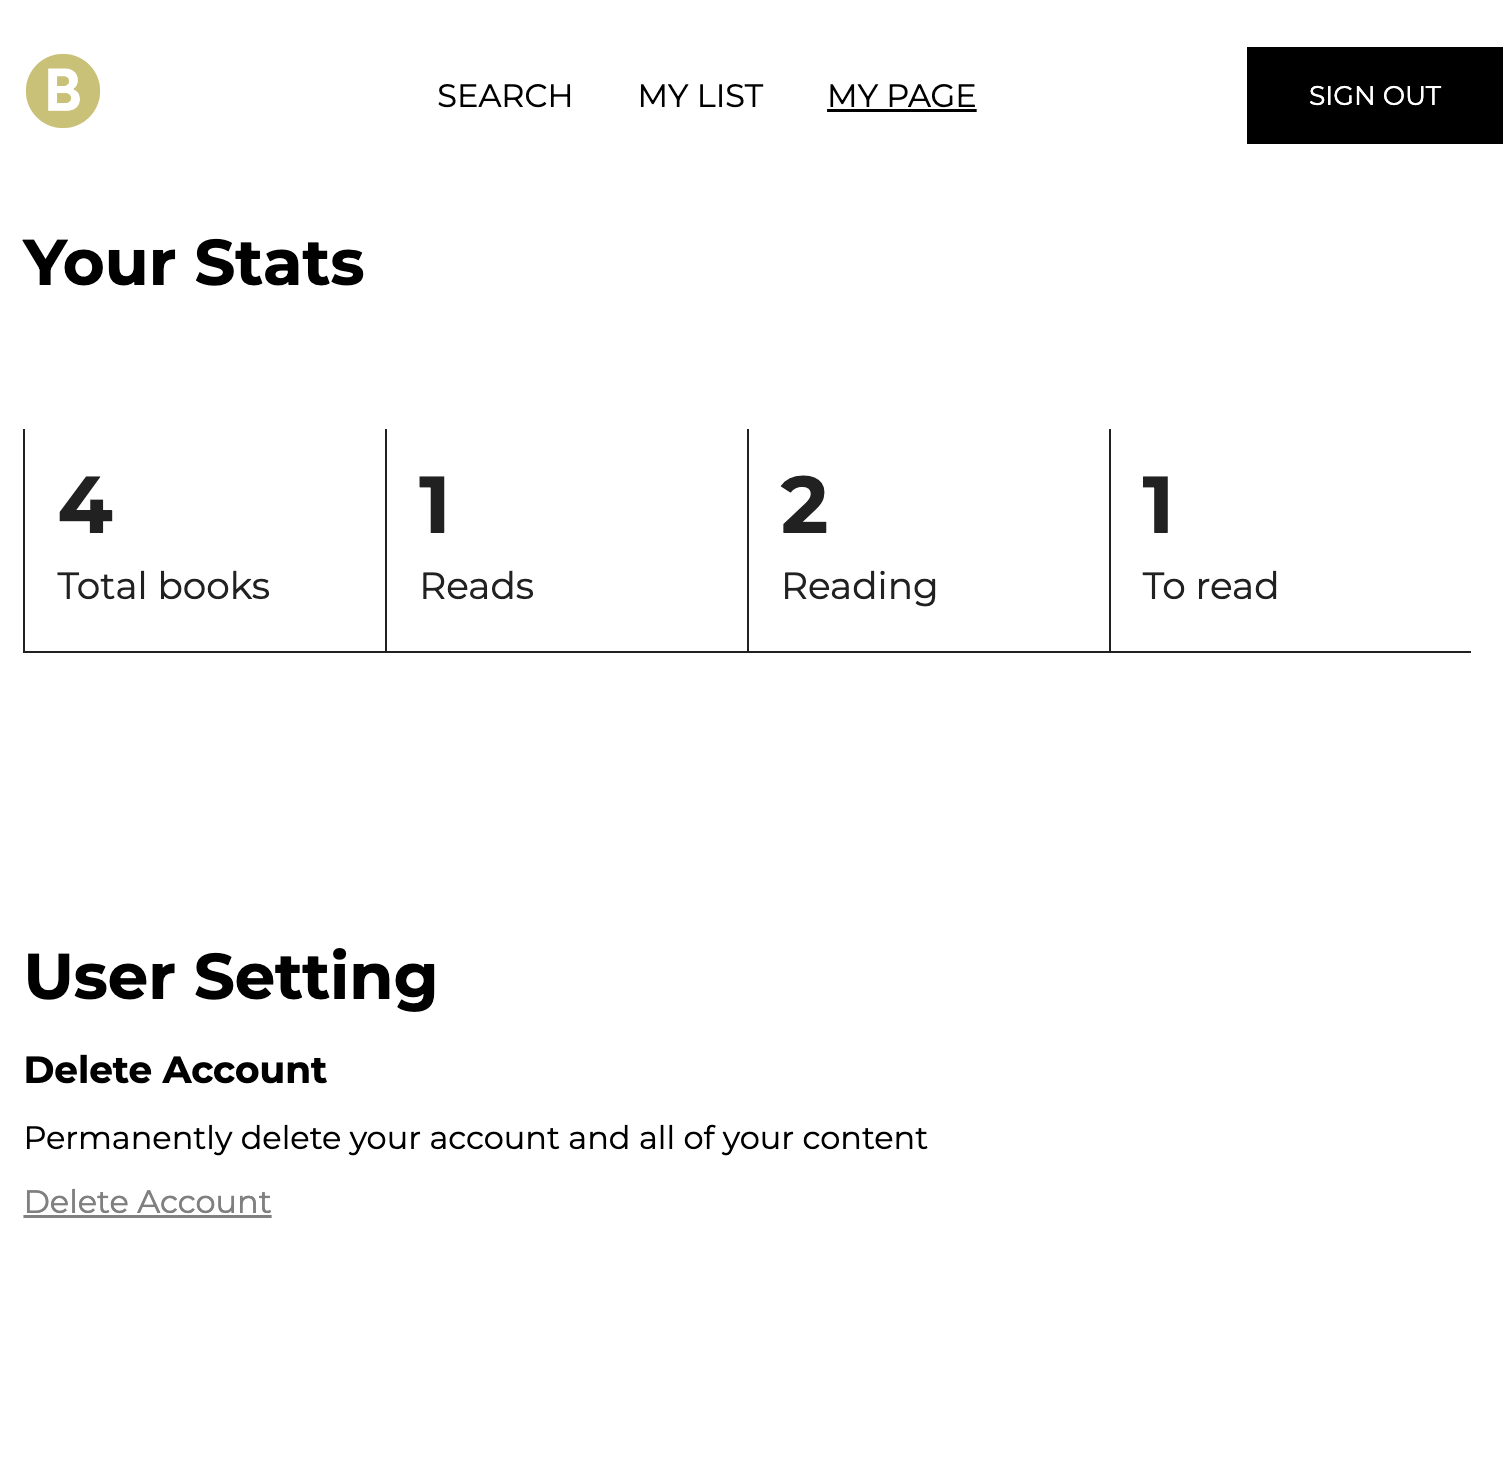 B
SEARCH MY LIST MY PAGE SIGN OUT
Your Stats
4 1 2 1
Total books Reads Reading To read
User Setting
Delete Account
Permanently delete your account and all of your content
Delete Account